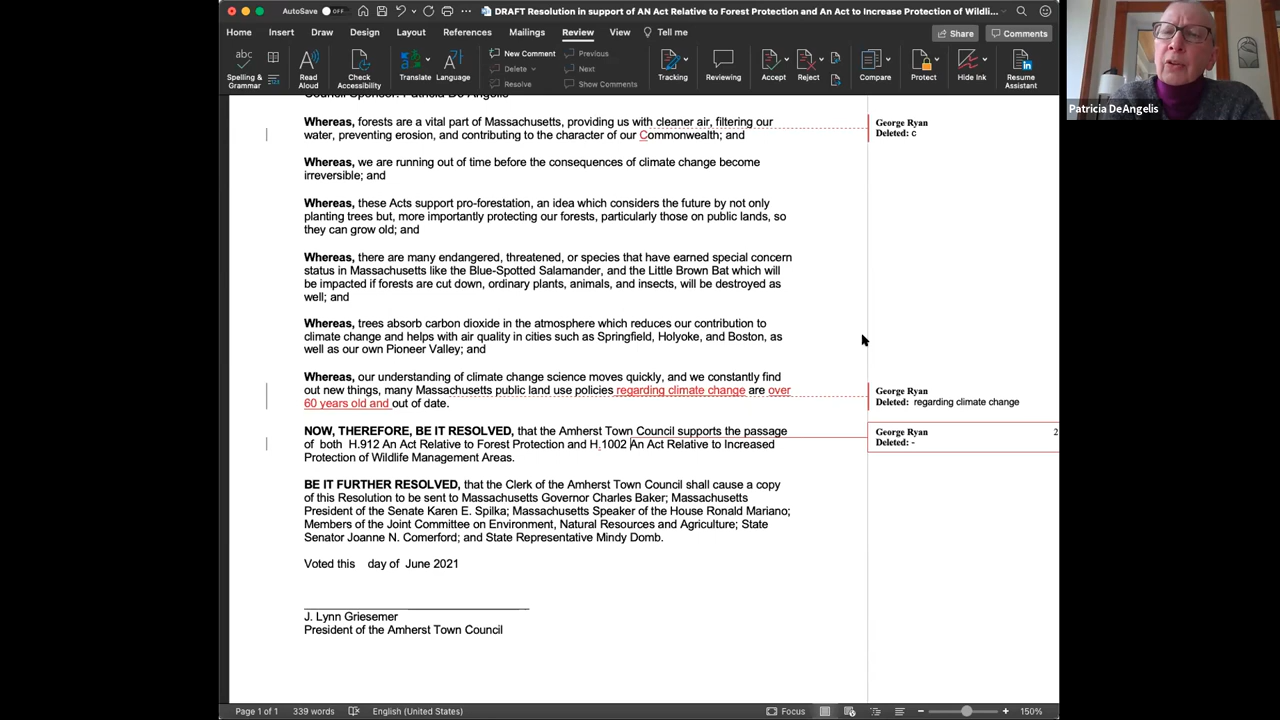 AutoSave OFF
DRAFT Resolution in support of AN Act Relative to Forest Protection and An Act to Increase Protection of Wildli...
Home Insert Draw Design Layout References Mailings Review View Tell me
Share Comments
Spelling & Grammar
Read Aloud
Check Accessibility
Translate
Language
New Comment
Delete
Resolve
Previous
Next
Show Comments
Tracking
Reviewing
Accept
Reject
Compare
Protect
Hide Ink
Resume Assistant
Patricia DeAngelis
Council Sponsor: Patricia De Angelis
Whereas, forests are a vital part of Massachusetts, providing us with cleaner air, filtering our
water, preventing erosion, and contributing to the character of our Commonwealth; and
George Ryan
Deleted: c
Whereas, we are running out of time before the consequences of climate change become
irreversible; and
Whereas, these Acts support pro-forestation, an idea which considers the future by not only
planting trees but, more importantly protecting our forests, particularly those on public lands, so
they can grow old; and
Whereas, there are many endangered, threatened, or species that have earned special concern
status in Massachusetts like the Blue-Spotted Salamander, and the Little Brown Bat which will
be impacted if forests are cut down, ordinary plants, animals, and insects, will be destroyed as
well; and
Whereas, trees absorb carbon dioxide in the atmosphere which reduces our contribution to
climate change and helps with air quality in cities such as Springfield, Holyoke, and Boston, as
well as our own Pioneer Valley; and
Whereas, our understanding of climate change science moves quickly, and we constantly find
out new things, many Massachusetts public land use policies regarding climate change are over
60 years old and out of date.
George Ryan
Deleted: regarding climate change
NOW, THEREFORE, BE IT RESOLVED, that the Amherst Town Council supports the passage
of both H.912 An Act Relative to Forest Protection and H.1002 An Act Relative to Increased
Protection of Wildlife Management Areas.
George Ryan 2
Deleted: -
BE IT FURTHER RESOLVED, that the Clerk of the Amherst Town Council shall cause a copy
of this Resolution to be sent to Massachusetts Governor Charles Baker; Massachusetts
President of the Senate Karen E. Spilka; Massachusetts Speaker of the House Ronald Mariano;
Members of the Joint Committee on Environment, Natural Resources and Agriculture; State
Senator Joanne N. Comerford; and State Representative Mindy Domb.
Voted this day of June 2021
J. Lynn Griesemer
President of the Amherst Town Council
Page 1 of 1 339 words English (United States) Focus 150%